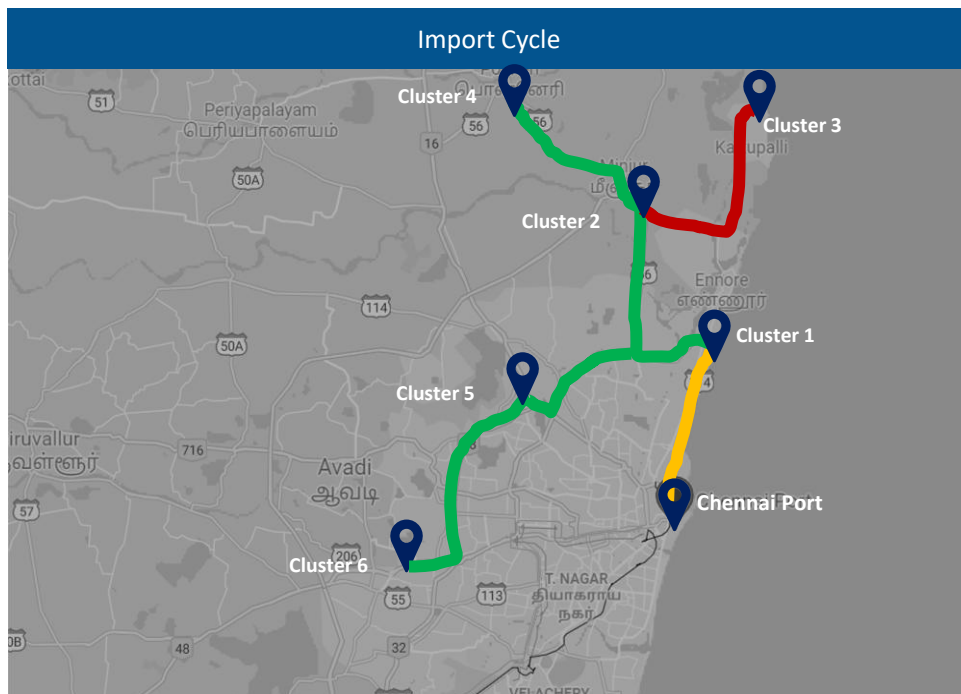 Import Cycle
51
Periyapalayam
பெரியபாளையம்
Cluster 4
56
56
16
Cluster 3
50A
Minjur
Cluster 2
Ennore
எண்ணூர்
114
50A
Cluster 1
Cluster 5
716
Avadi
ஆவடி
57
Chennai Port
206
Cluster 6
55
113
T. NAGAR
தியாகராய
நகர்
48
32
VELACHERY